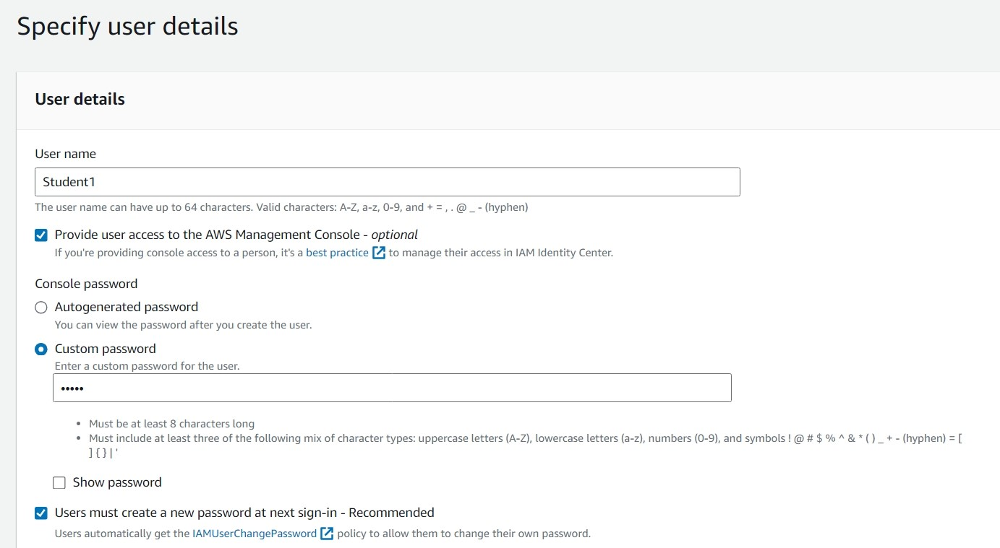 Specify user details
User details
User name
Student1
The user name can have up to 64 characters. Valid characters: A-Z, a-z, 0-9, and + = , . @ _ - (hyphen)
Provide user access to the AWS Management Console - optional
If you're providing console access to a person, it's a best practice to manage their access in IAM Identity Center.
Console password
Autogenerated password
You can view the password after you create the user.
Custom password
Enter a custom password for the user.
•••••
• Must be at least 8 characters long
• Must include at least three of the following mix of character types: uppercase letters (A-Z), lowercase letters (a-z), numbers (0-9), and symbols ! @ # $ % ^ & * ( ) _ + - (hyphen) = [
] { } | '
Show password
Users must create a new password at next sign-in - Recommended
Users automatically get the IAMUserChangePassword policy to allow them to change their own password.